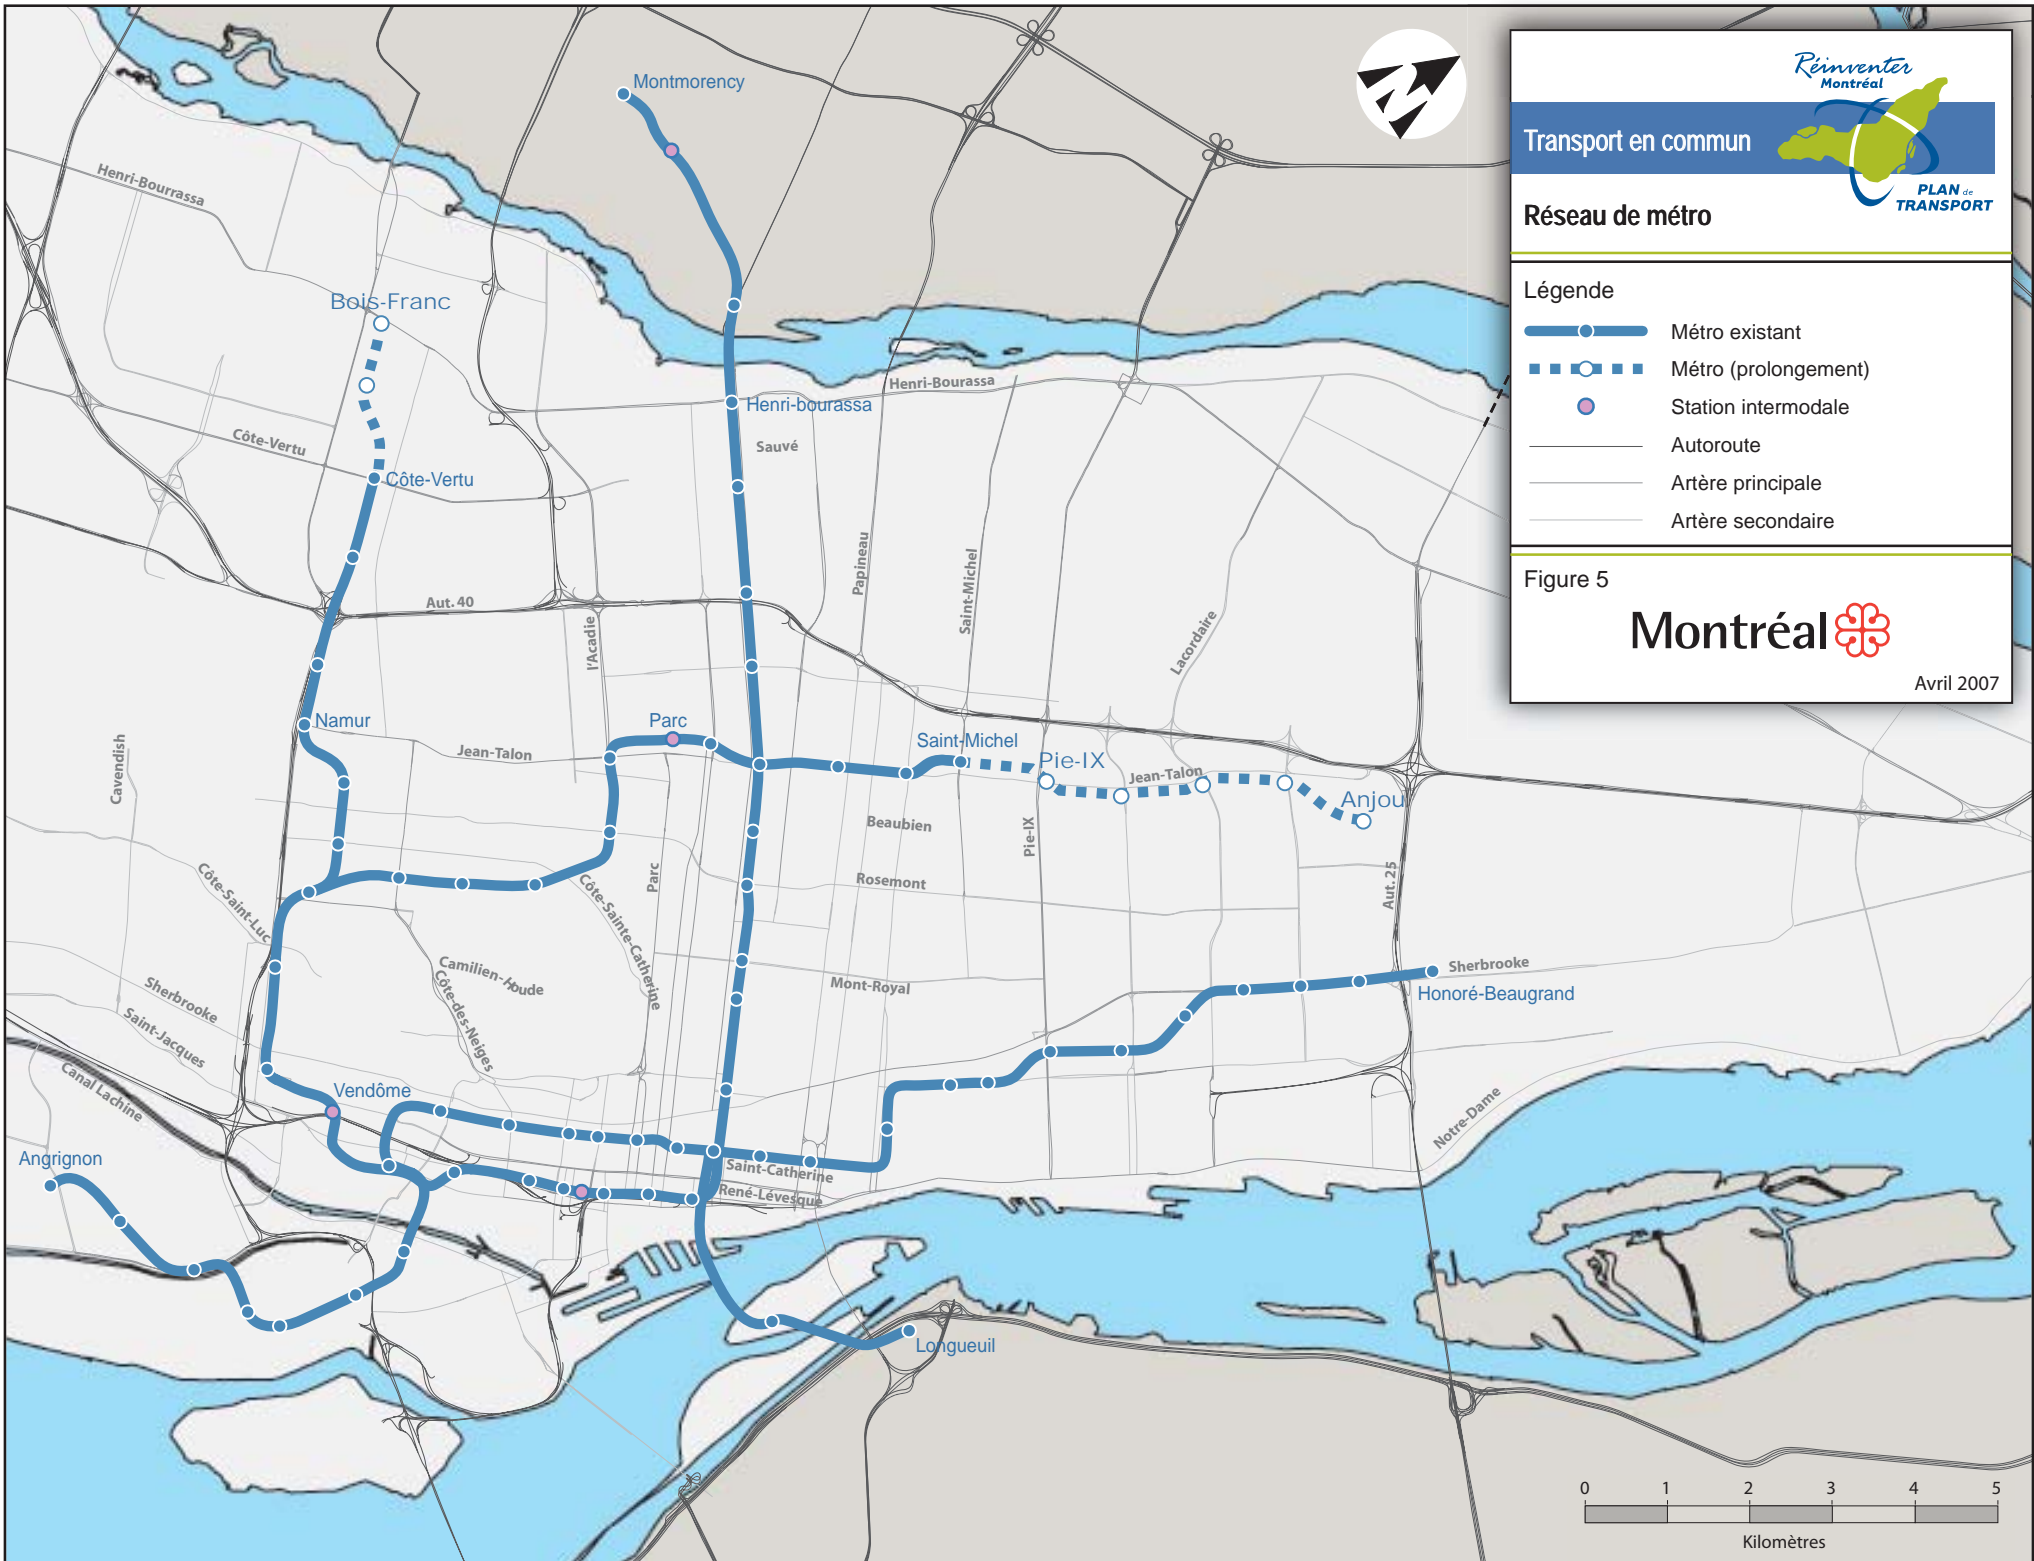 Réinventer
Montréal
Transport en commun
PLAN de
TRANSPORT
Réseau de métro
Légende
Métro existant
Métro (prolongement)
Station intermodale
Autoroute
Artère principale
Artère secondaire
Figure 5
Montréal
Avril 2007
Montmorency
Henri-Bourrassa
Bois-Franc
Henri-Bourassa
Henri-bourassa
Côte-Vertu
Sauvé
Côte-Vertu
Papineau
Saint-Michel
Aut. 40
l'Acadie
Lacordaire
Namur
Parc
Jean-Talon
Saint-Michel
Pie-IX
Jean-Talon
Anjou
Cavendish
Beaubien
Pie-IX
Côte-Saint-Luc
Parc
Rosemont
Aut. 25
Côte-Sainte-Catherine
Camilien-Houde
Côte-des-Neiges
Mont-Royal
Sherbrooke
Honoré-Beaugrand
Sherbrooke
Saint-Jacques
Canal Lachine
Vendôme
Notre-Dame
Angrignon
Saint-Catherine
René-Lévesque
Longueuil
0 1 2 3 4 5
Kilomètres